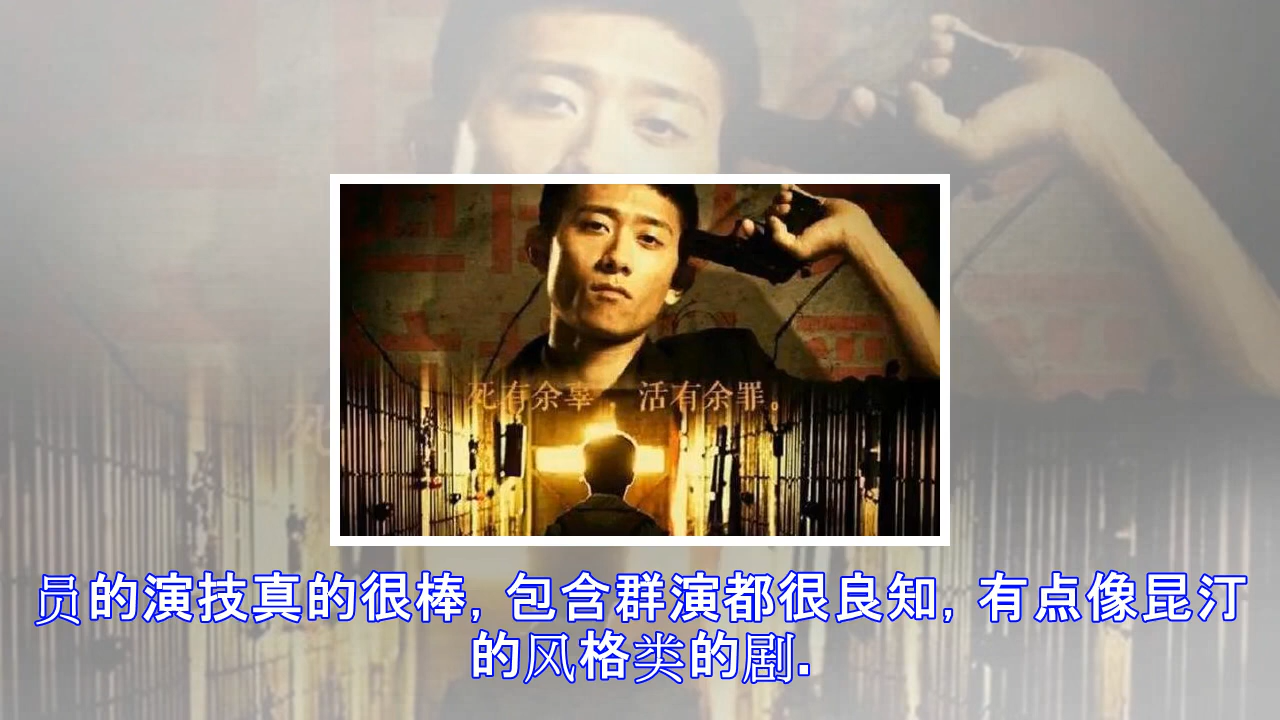 死有余辜 活有余罪。
员的演技真的很棒, 包含群演都很良知, 有点像昆汀
的风格类的剧.